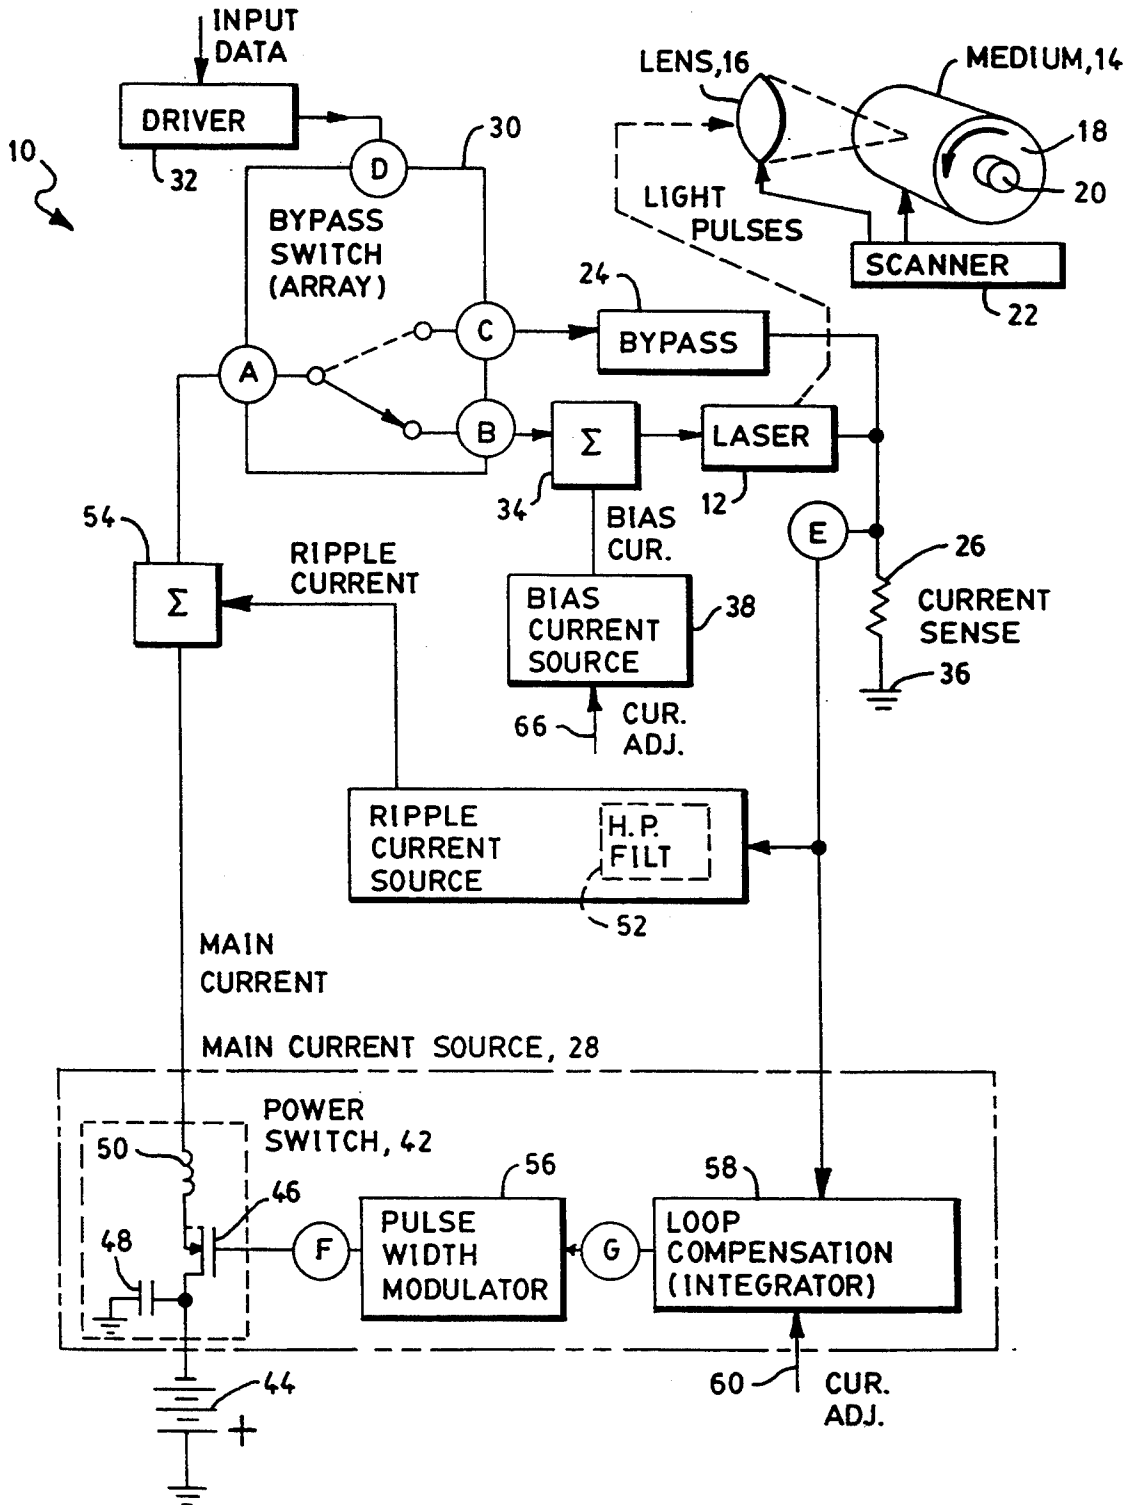 INPUT
DATA
LENS,16
MEDIUM,14
DRIVER
10
32
30
18
20
D
BYPASS
SWITCH
(ARRAY)
LIGHT
PULSES
SCANNER
22
24
C
BYPASS
A
B
Σ
LASER
34
12
BIAS
CUR.
54
Σ
RIPPLE
CURRENT
E
26
CURRENT
SENSE
BIAS
CURRENT
SOURCE
38
36
66
CUR.
ADJ.
RIPPLE
CURRENT
SOURCE
H.P.
FILT
52
MAIN
CURRENT
MAIN CURRENT SOURCE, 28
POWER
SWITCH, 42
50
46
48
F
56
PULSE
WIDTH
MODULATOR
G
58
LOOP
COMPENSATION
(INTEGRATOR)
44
+
60
CUR.
ADJ.